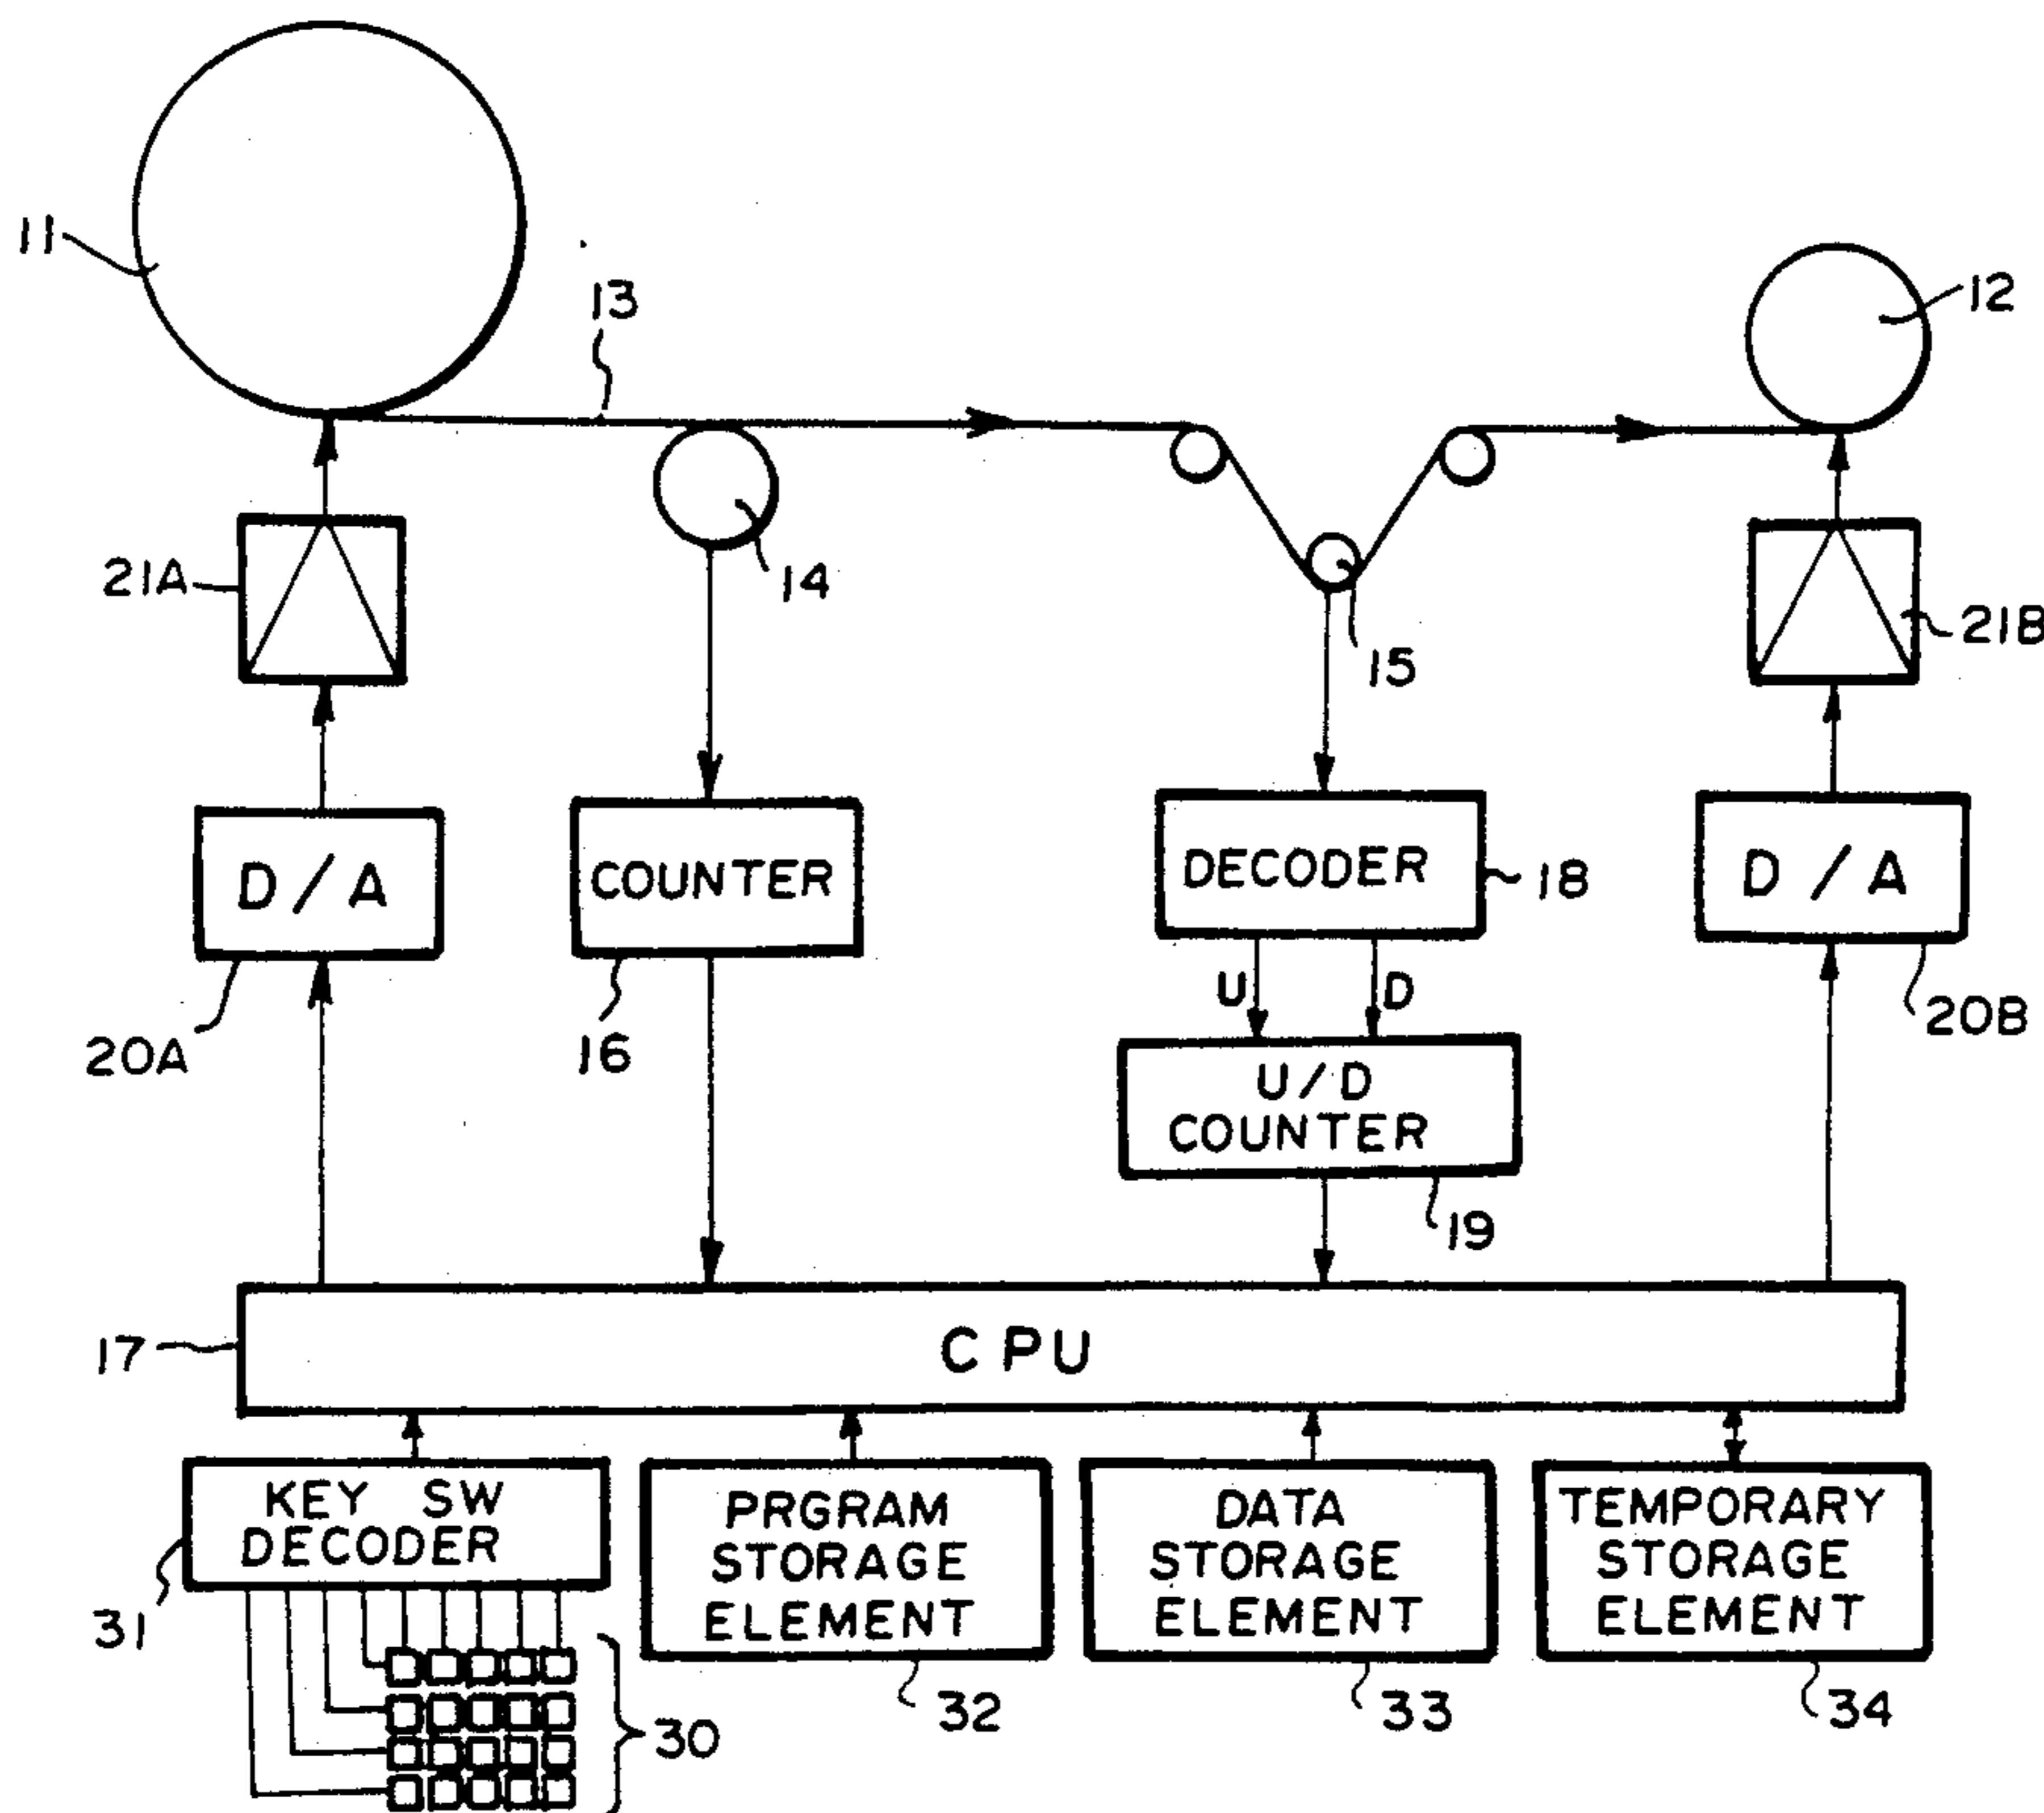 11
13
12
14
21A
15
21B
D/A
COUNTER
DECODER
18
D/A
U
D
20A
16
20B
U/D
COUNTER
19
17
CPU
KEY SW
DECODER
PRGRAM
STORAGE
ELEMENT
DATA
STORAGE
ELEMENT
TEMPORARY
STORAGE
ELEMENT
31
30
32
33
34